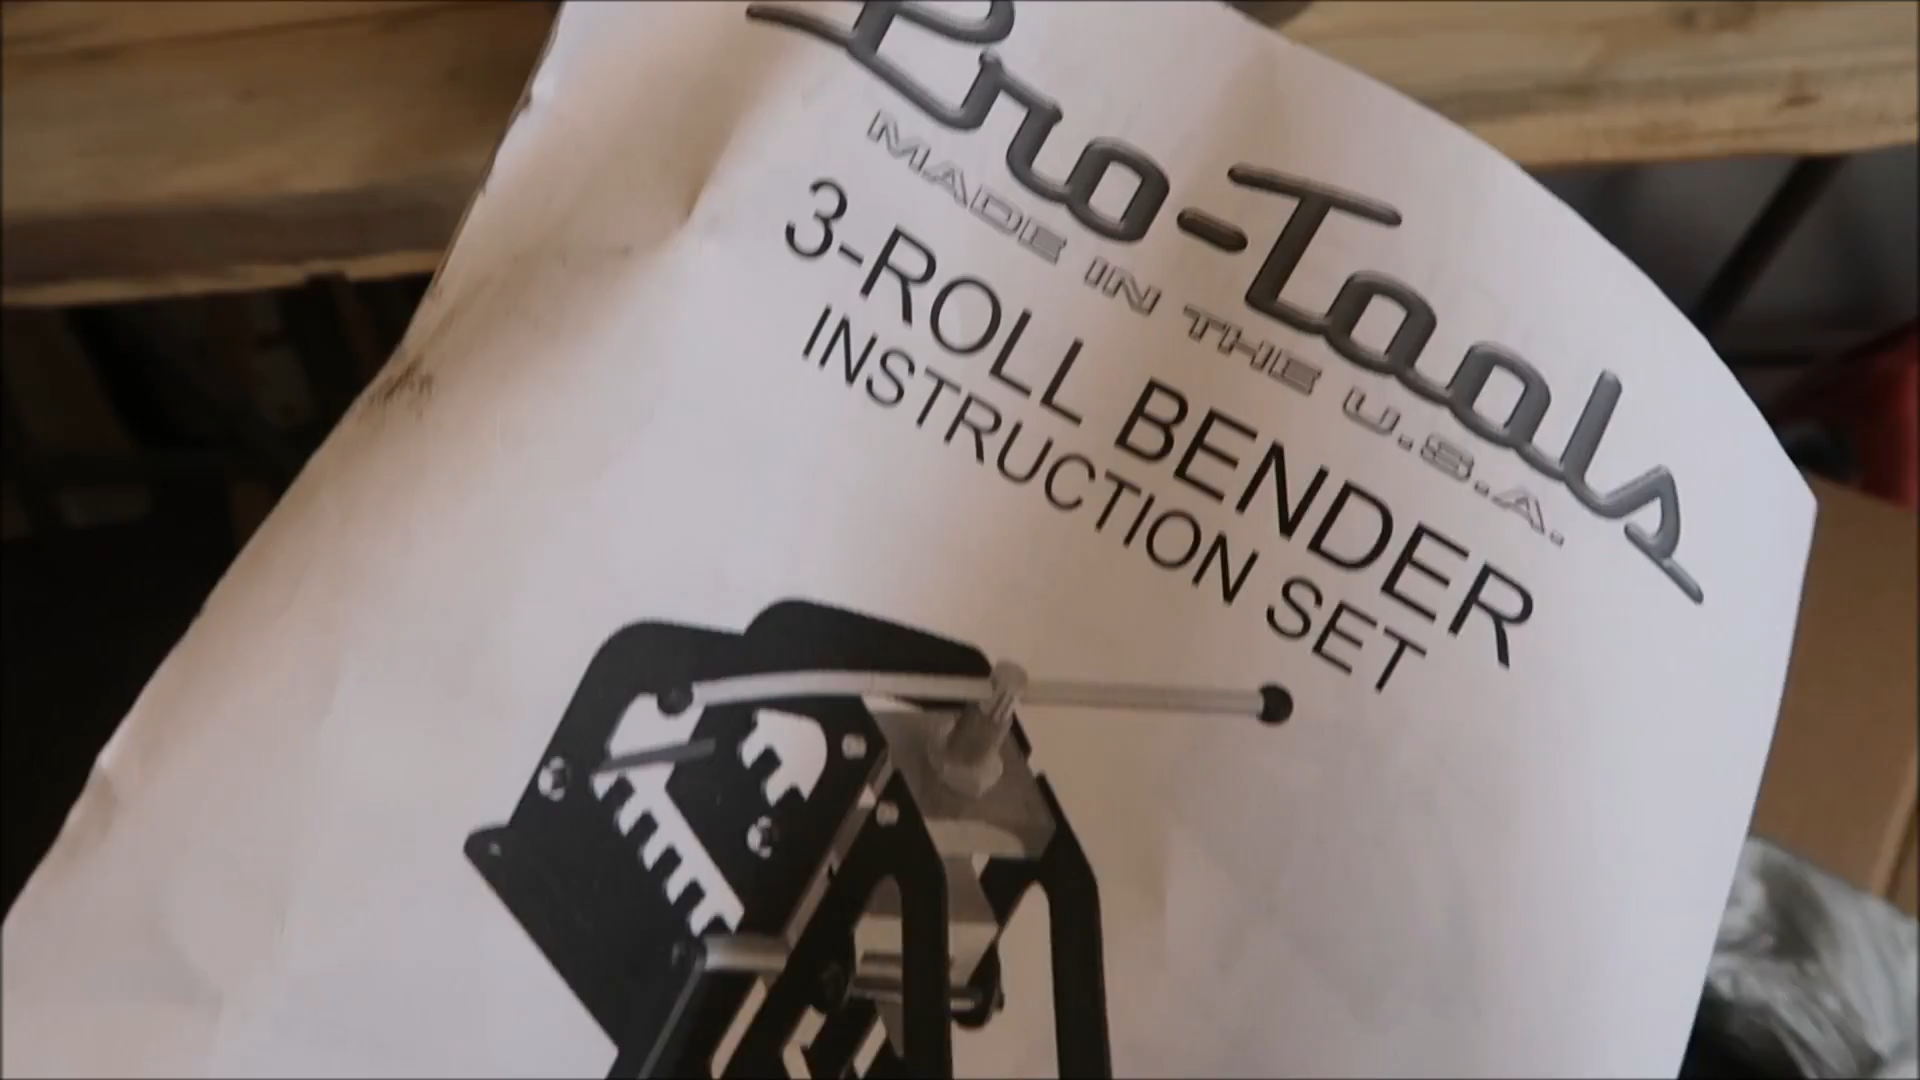 Pro-Tools
MADE IN THE U.S.A.
3-ROLL BENDER
INSTRUCTION SET